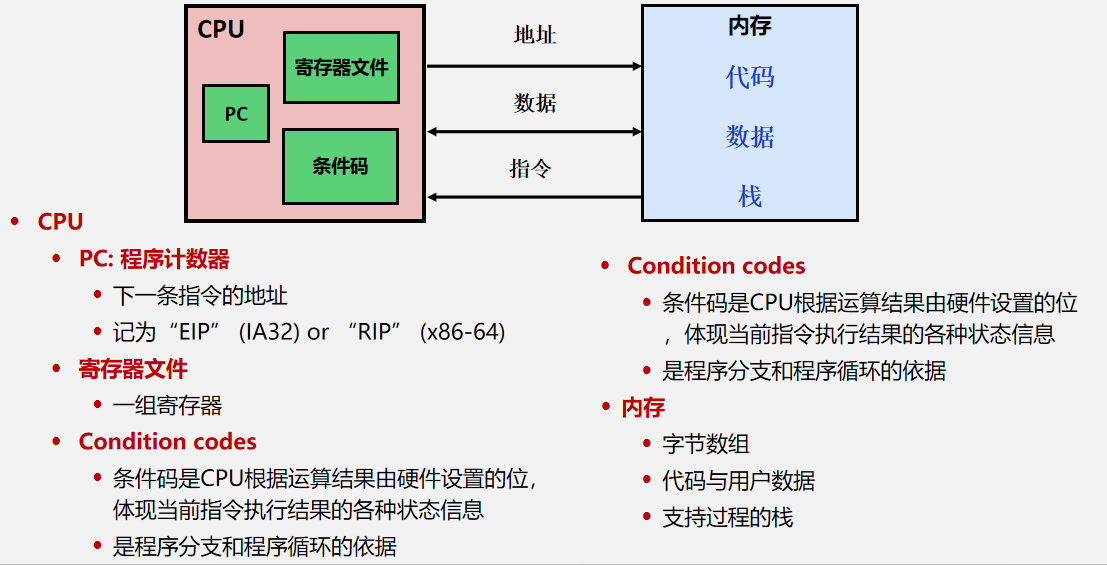 CPU
寄存器文件
PC
条件码
地址
数据
指令
内存
代码
数据
栈
• CPU
• PC: 程序计数器
• 下一条指令的地址
• 记为“EIP” (IA32) or “RIP” (x86-64)
• 寄存器文件
• 一组寄存器
• Condition codes
• 条件码是CPU根据运算结果由硬件设置的位，
体现当前指令执行结果的各种状态信息
• 是程序分支和程序循环的依据
• Condition codes
• 条件码是CPU根据运算结果由硬件设置的位
，体现当前指令执行结果的各种状态信息
• 是程序分支和程序循环的依据
• 内存
• 字节数组
• 代码与用户数据
• 支持过程的栈